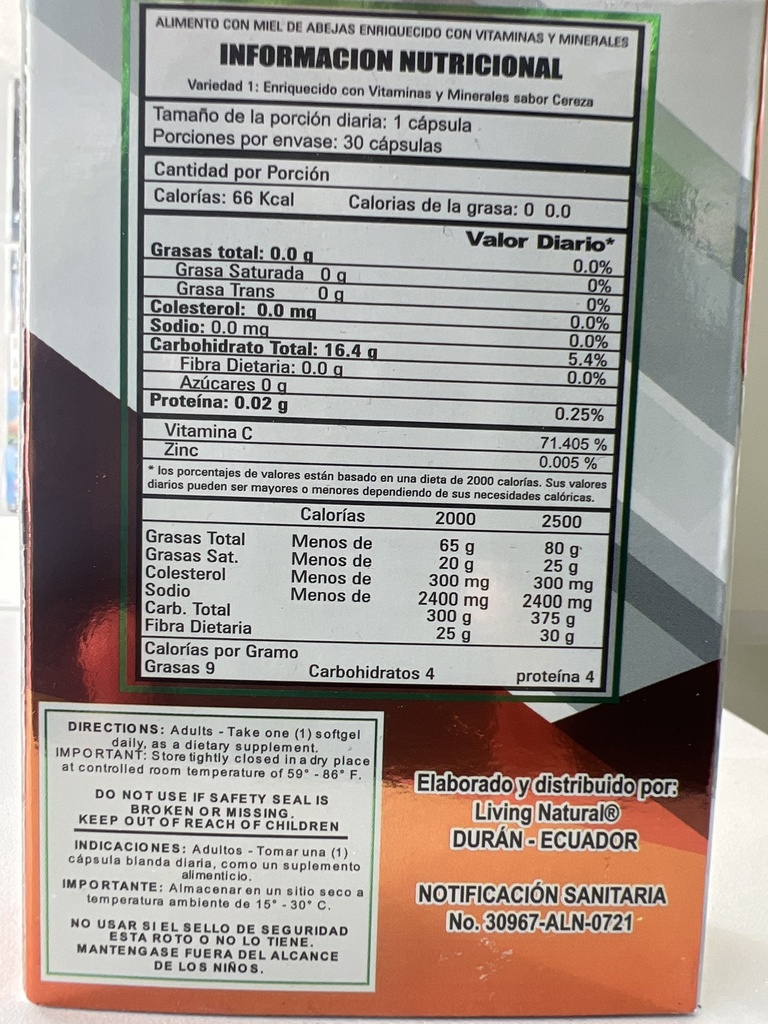 ALIMENTO CON MIEL DE ABEJAS ENRIQUECIDO CON VITAMINAS Y MINERALES
INFORMACION NUTRICIONAL
Variedad 1: Enriquecido con Vitaminas y Minerales sabor Cereza
Tamaño de la porción diaria: 1 cápsula
Porciones por envase: 30 cápsulas
Cantidad por Porción
Calorías: 66 Kcal Calorias de la grasa: 0 0.0
Valor Diario*
Grasas total: 0.0 g 0.0%
Grasa Saturada 0 g 0%
Grasa Trans 0 g 0%
Colesterol: 0.0 mg 0.0%
Sodio: 0.0 mg 0.0%
Carbohidrato Total: 16.4 g 5.4%
Fibra Dietaria: 0.0 g 0.0%
Azúcares 0 g
Proteína: 0.02 g 0.25%
Vitamina C 71.405 %
Zinc 0.005 %
* los porcentajes de valores están basado en una dieta de 2000 calorías. Sus valores
diarios pueden ser mayores o menores dependiendo de sus necesidades calóricas.
Calorías 2000 2500
Grasas Total Menos de 65 g 80 g
Grasas Sat. Menos de 20 g 25 g
Colesterol Menos de 300 mg 300 mg
Sodio Menos de 2400 mg 2400 mg
Carb. Total 300 g 375 g
Fibra Dietaria 25 g 30 g
Calorías por Gramo
Grasas 9 Carbohidratos 4 proteína 4
DIRECTIONS: Adults - Take one (1) softgel
daily, as a dietary supplement.
IMPORTANT: Store tightly closed in a dry place
at controlled room temperature of 59° - 86° F.
DO NOT USE IF SAFETY SEAL IS
BROKEN OR MISSING.
KEEP OUT OF REACH OF CHILDREN
INDICACIONES: Adultos - Tomar una (1)
cápsula blanda diaria, como un suplemento
alimenticio.
IMPORTANTE: Almacenar en un sitio seco a
temperatura ambiente de 15° - 30° C.
NO USAR SI EL SELLO DE SEGURIDAD
ESTA ROTO O NO LO TIENE.
MANTENGASE FUERA DEL ALCANCE
DE LOS NIÑOS.
Elaborado y distribuido por:
Living Natural®
DURÁN - ECUADOR
NOTIFICACIÓN SANITARIA
No. 30967-ALN-0721